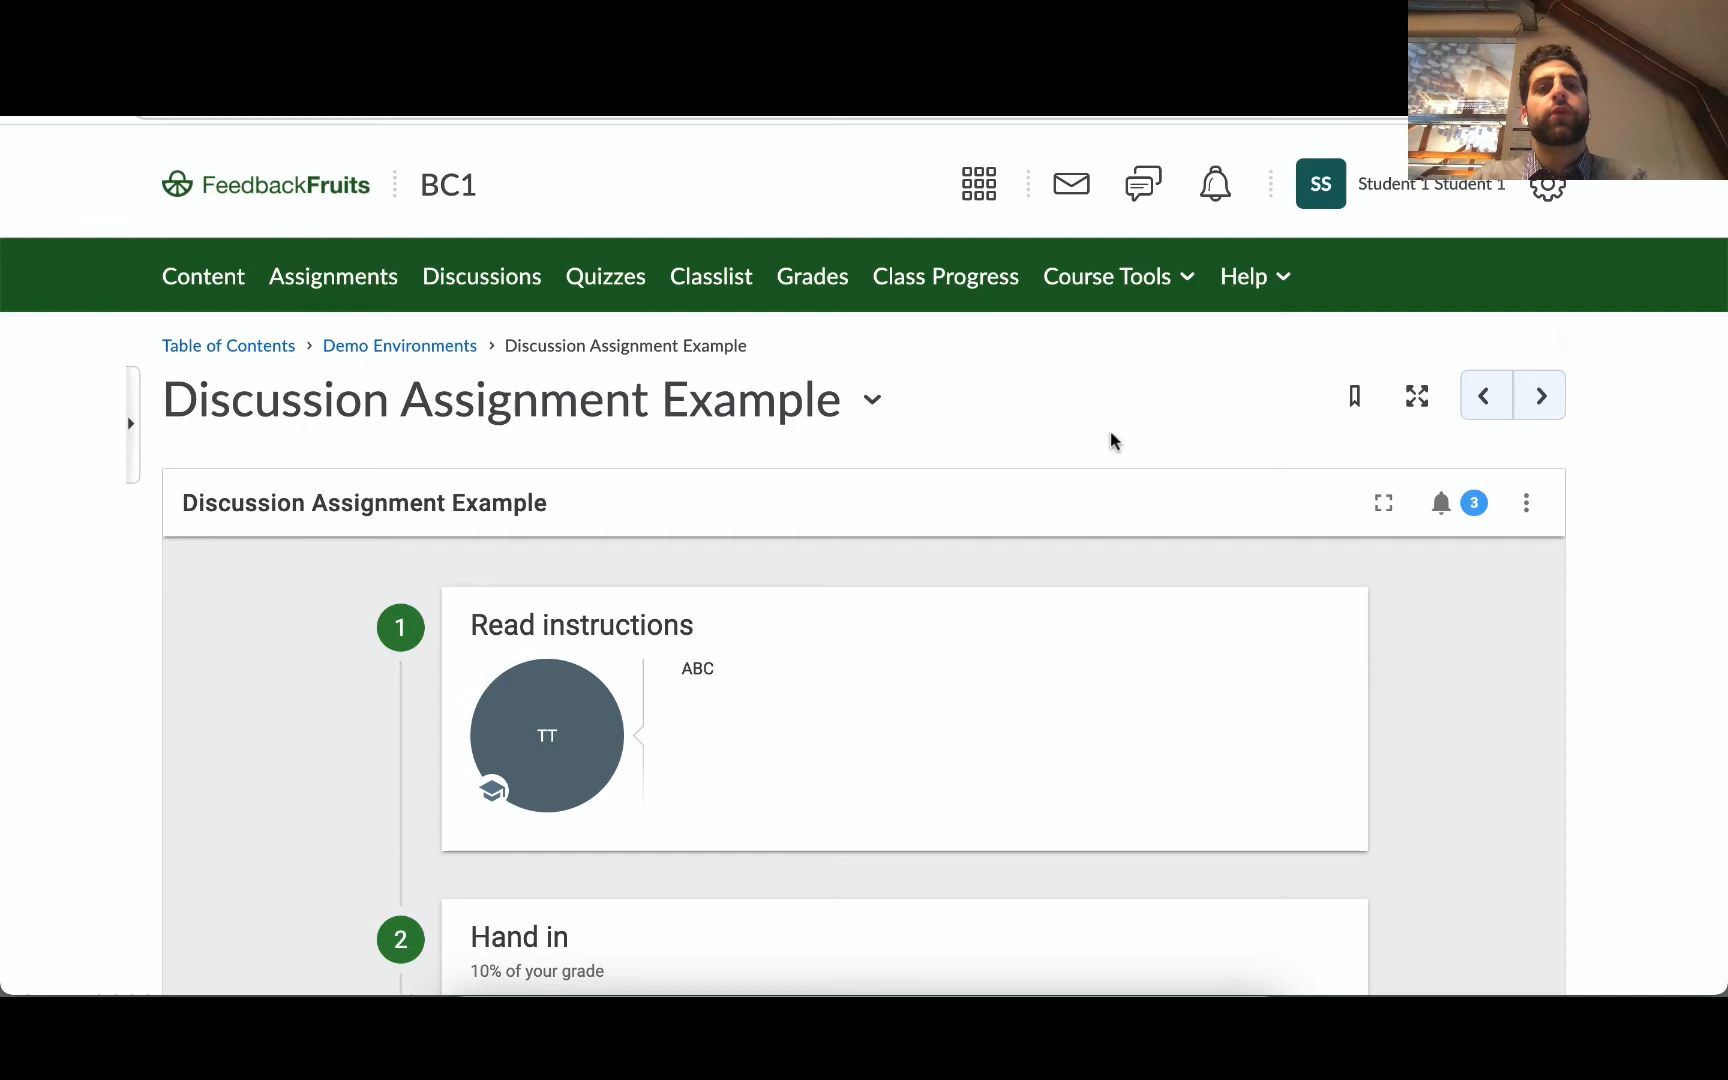 FeedbackFruits
BC1
SS
Student 1 Student 1
Content Assignments Discussions Quizzes Classlist Grades Class Progress Course Tools Help
Table of Contents › Demo Environments › Discussion Assignment Example
Discussion Assignment Example
Discussion Assignment Example
3
1
Read instructions
ABC
TT
2
Hand in
10% of your grade